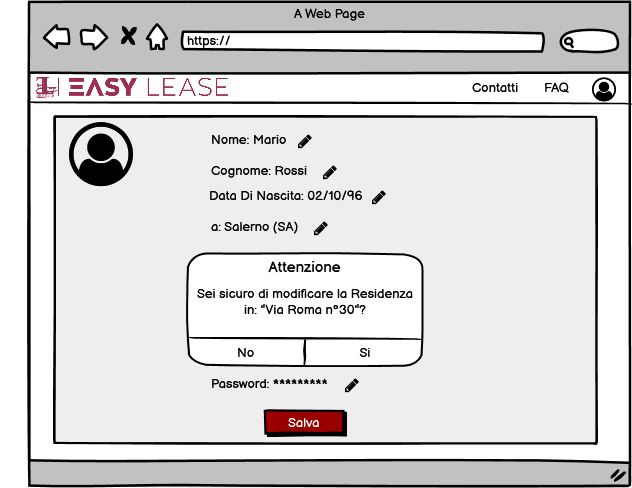 A Web Page
https://
EASY LEASE
Contatti FAQ
Nome: Mario
Cognome: Rossi
Data Di Nascita: 02/10/96
a: Salerno (SA)
Attenzione
Sei sicuro di modificare la Residenza
in: "Via Roma n°30"?
No Si
Password: *********
Salva